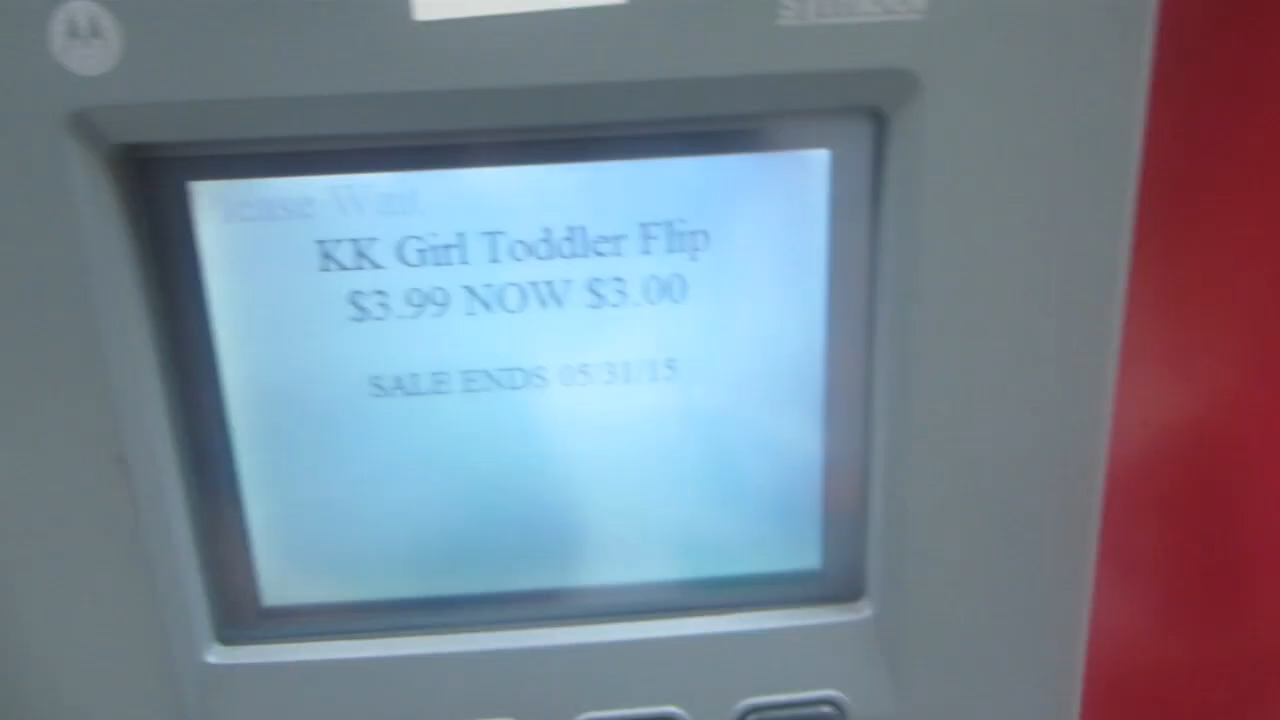 KK Girl Toddler Flip
$3.99 NOW $3.00
SALE ENDS 05/31/15